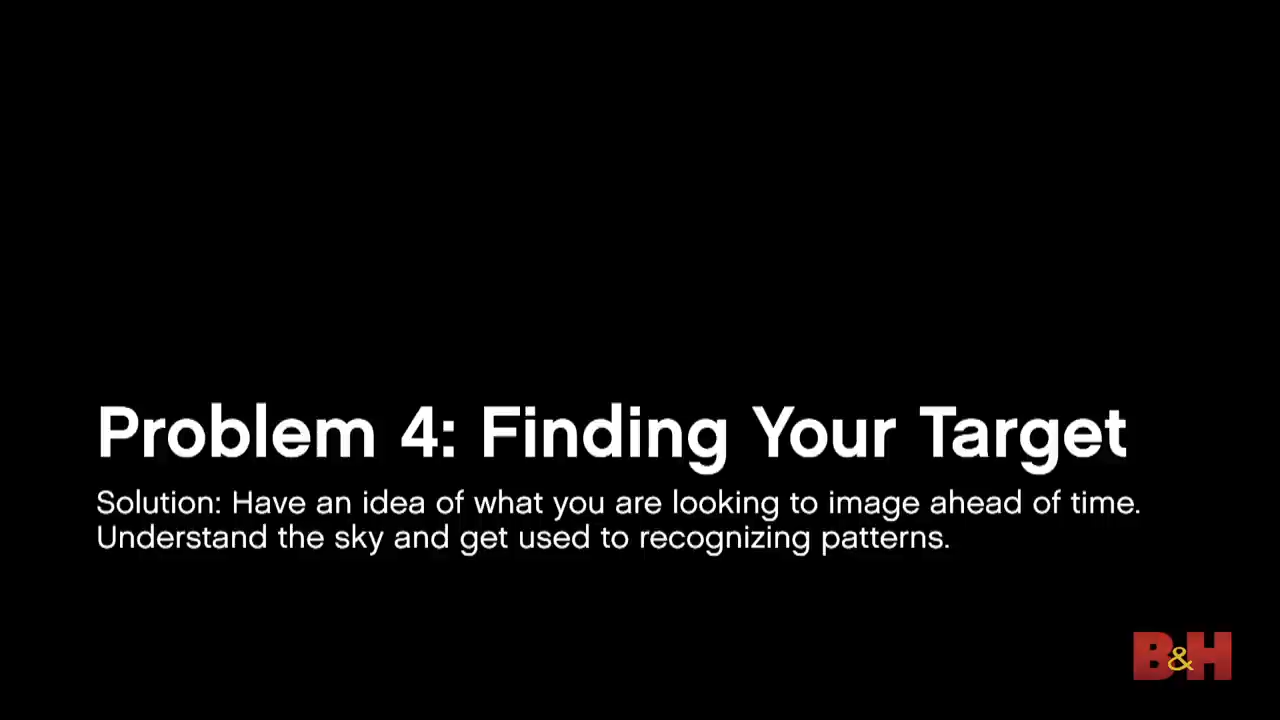 Problem 4: Finding Your Target
Solution: Have an idea of what you are looking to image ahead of time.
Understand the sky and get used to recognizing patterns.
B&H